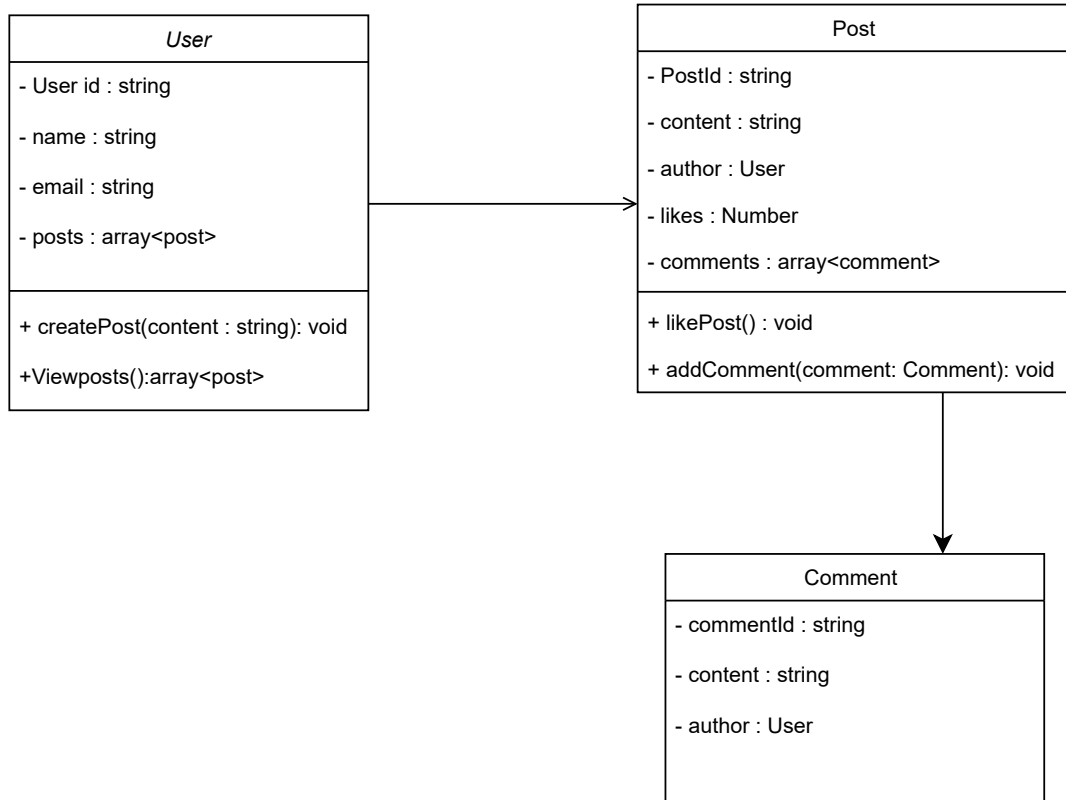 User
- User id : string
- name : string
- email : string
- posts : array<post>
+ createPost(content : string): void
+Viewposts():array<post>
Post
- PostId : string
- content : string
- author : User
- likes : Number
- comments : array<comment>
+ likePost() : void
+ addComment(comment: Comment): void
Comment
- commentId : string
- content : string
- author : User